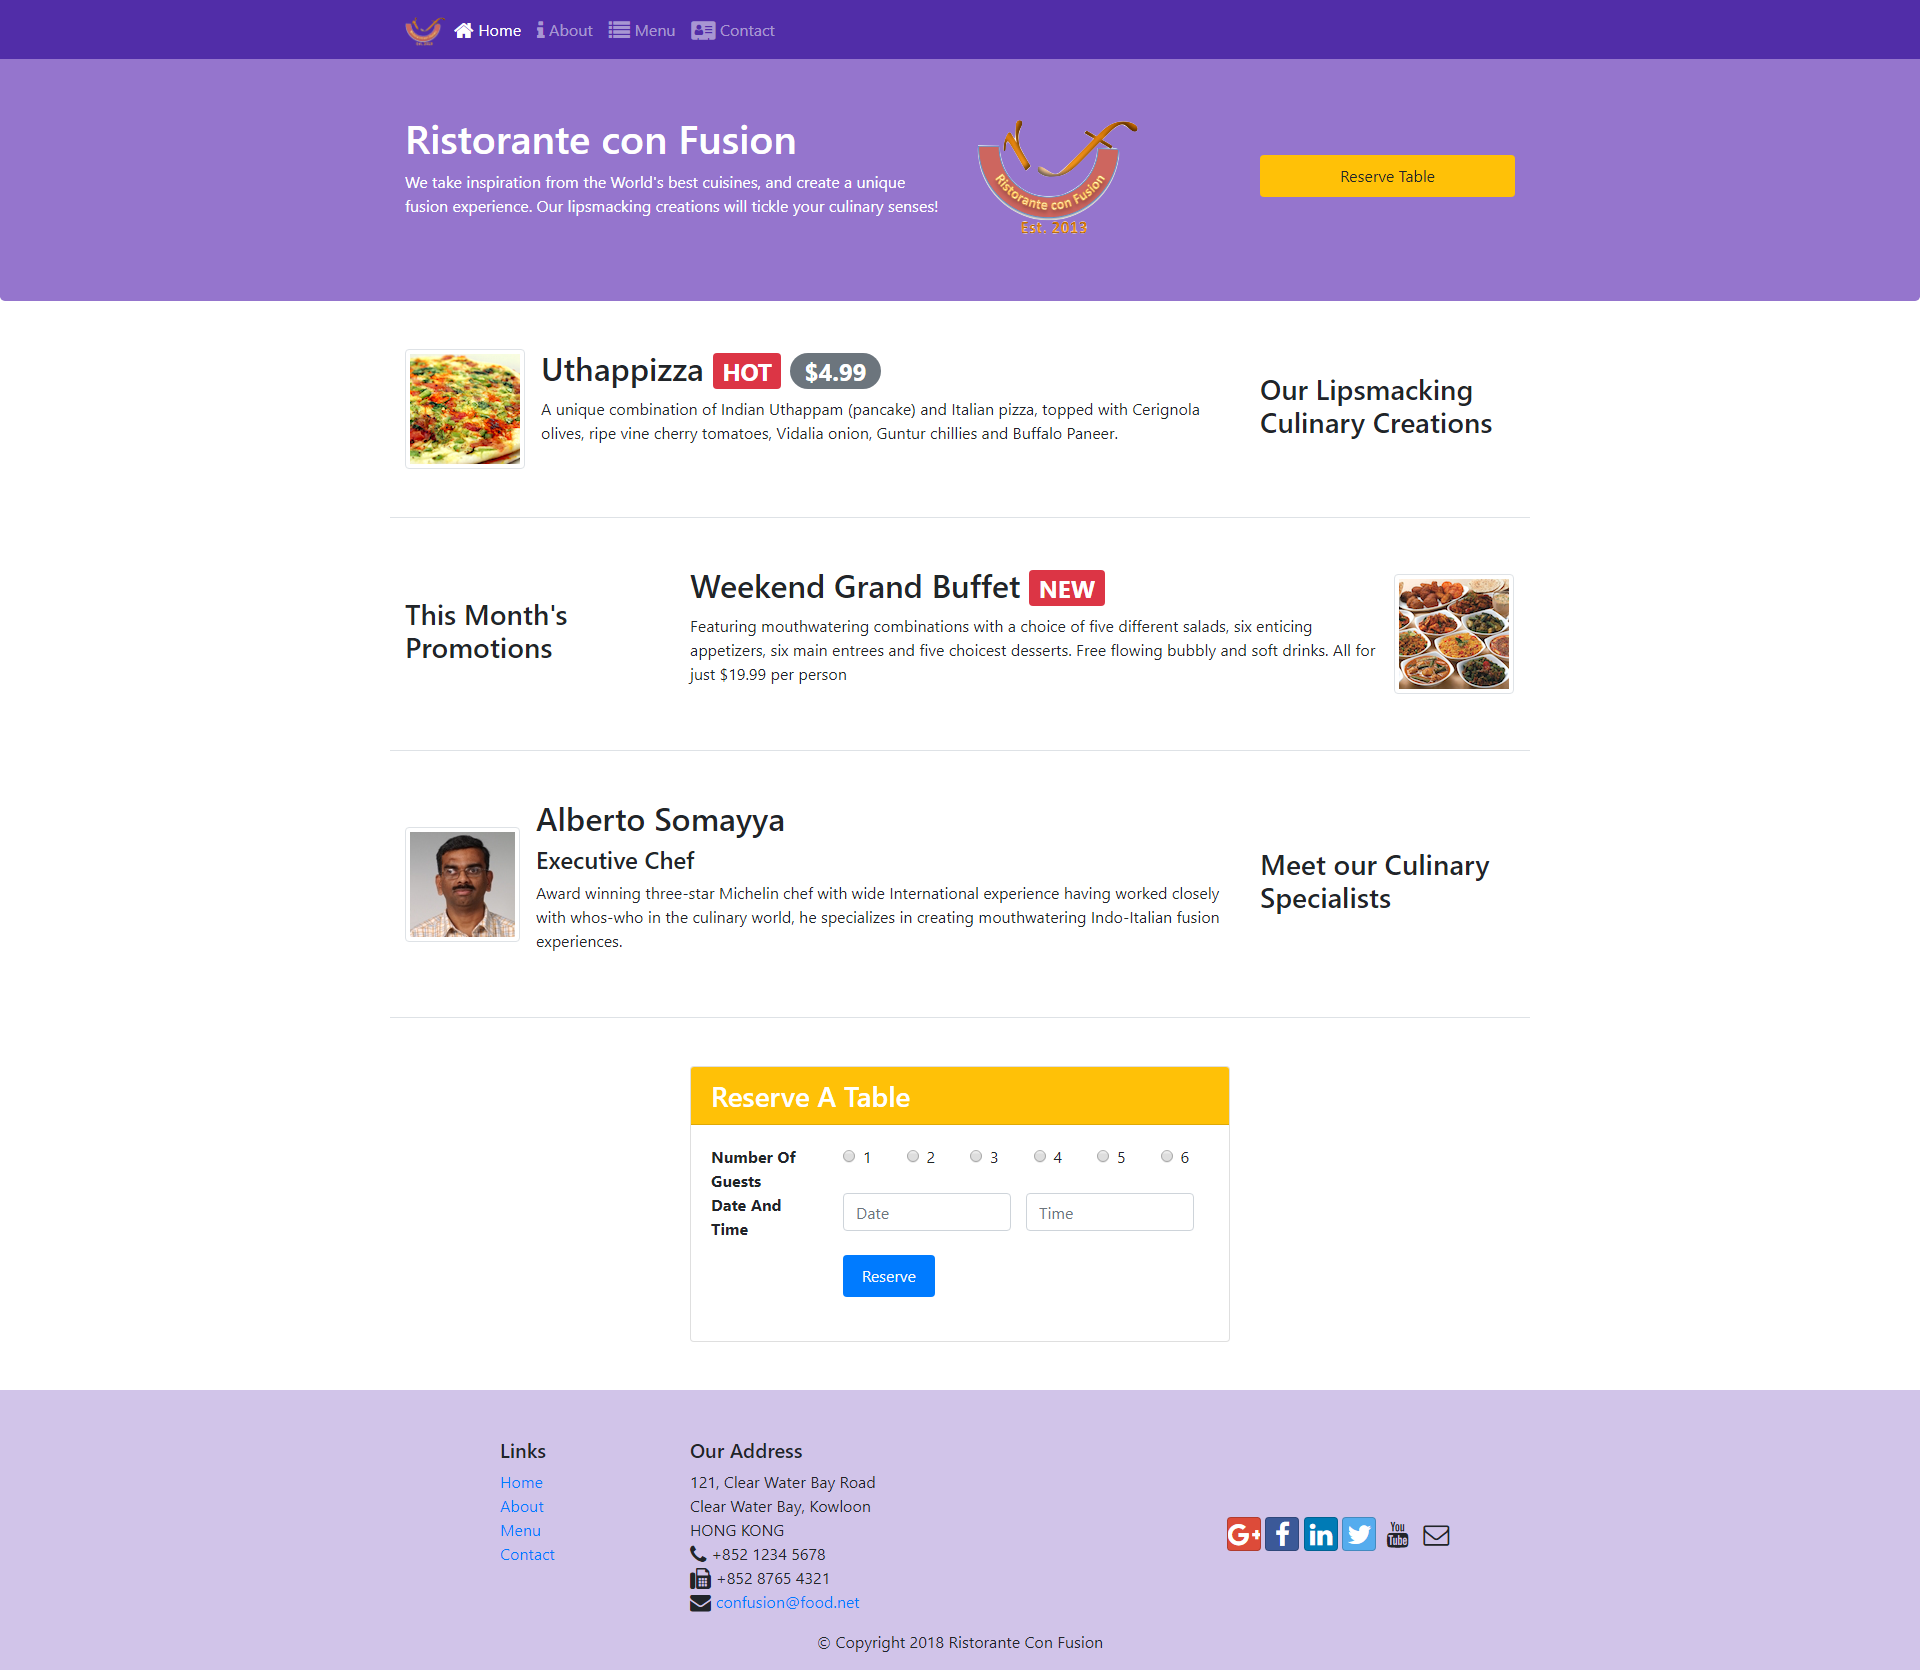 Home About Menu Contact
Ristorante con Fusion
We take inspiration from the World's best cuisines, and create a unique
fusion experience. Our lipsmacking creations will tickle your culinary senses!
Ristorante con Fusion
Est. 2013
Reserve Table
Uthappizza HOT $4.99
A unique combination of Indian Uthappam (pancake) and Italian pizza, topped with Cerignola
olives, ripe vine cherry tomatoes, Vidalia onion, Guntur chillies and Buffalo Paneer.
Our Lipsmacking
Culinary Creations
This Month's
Promotions
Weekend Grand Buffet NEW
Featuring mouthwatering combinations with a choice of five different salads, six enticing
appetizers, six main entrees and five choicest desserts. Free flowing bubbly and soft drinks. All for
just $19.99 per person
Alberto Somayya
Executive Chef
Award winning three-star Michelin chef with wide International experience having worked closely
with whos-who in the culinary world, he specializes in creating mouthwatering Indo-Italian fusion
experiences.
Meet our Culinary
Specialists
Reserve A Table
Number Of
Guests
1 2 3 4 5 6
Date And
Time
Date Time
Reserve
Links
Home
About
Menu
Contact
Our Address
121, Clear Water Bay Road
Clear Water Bay, Kowloon
HONG KONG
+852 1234 5678
+852 8765 4321
confusion@food.net
G+ f in You Tube
© Copyright 2018 Ristorante Con Fusion